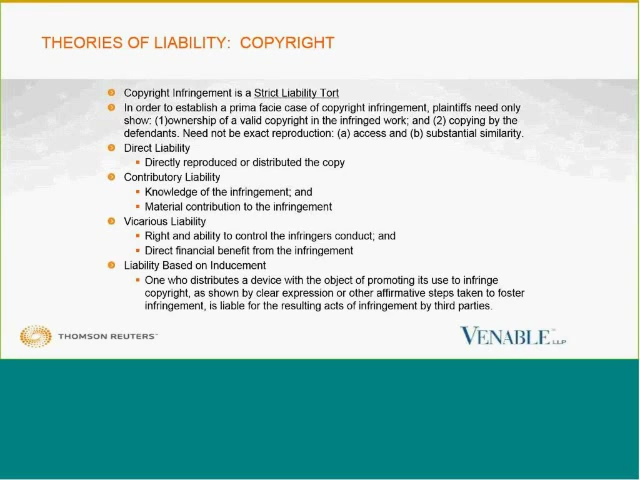 THEORIES OF LIABILITY: COPYRIGHT
Copyright Infringement is a Strict Liability Tort
In order to establish a prima facie case of copyright infringement, plaintiffs need only
show: (1)ownership of a valid copyright in the infringed work; and (2) copying by the
defendants. Need not be exact reproduction: (a) access and (b) substantial similarity.
Direct Liability
Directly reproduced or distributed the copy
Contributory Liability
Knowledge of the infringement; and
Material contribution to the infringement
Vicarious Liability
Right and ability to control the infringers conduct; and
Direct financial benefit from the infringement
Liability Based on Inducement
One who distributes a device with the object of promoting its use to infringe
copyright, as shown by clear expression or other affirmative steps taken to foster
infringement, is liable for the resulting acts of infringement by third parties.
THOMSON REUTERS
VENABLE LLP